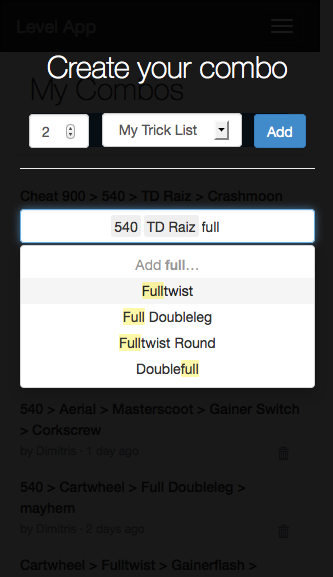 Level App
Create your combo
My Combos
2 My Trick List Add
Cheat 900 > 540 > TD Raiz > Crashmoon
540 TD Raiz full
Add full…
Fulltwist
Full Doubleleg
Fulltwist Round
Doublefull
540 > Aerial > Masterscoot > Gainer Switch
> Corkscrew
by Dimitris · 1 day ago
540 > Cartwheel > Full Doubleleg >
mayhem
by Dimitris · 2 days ago
Cartwheel > Fulltwist > Gainerflash >